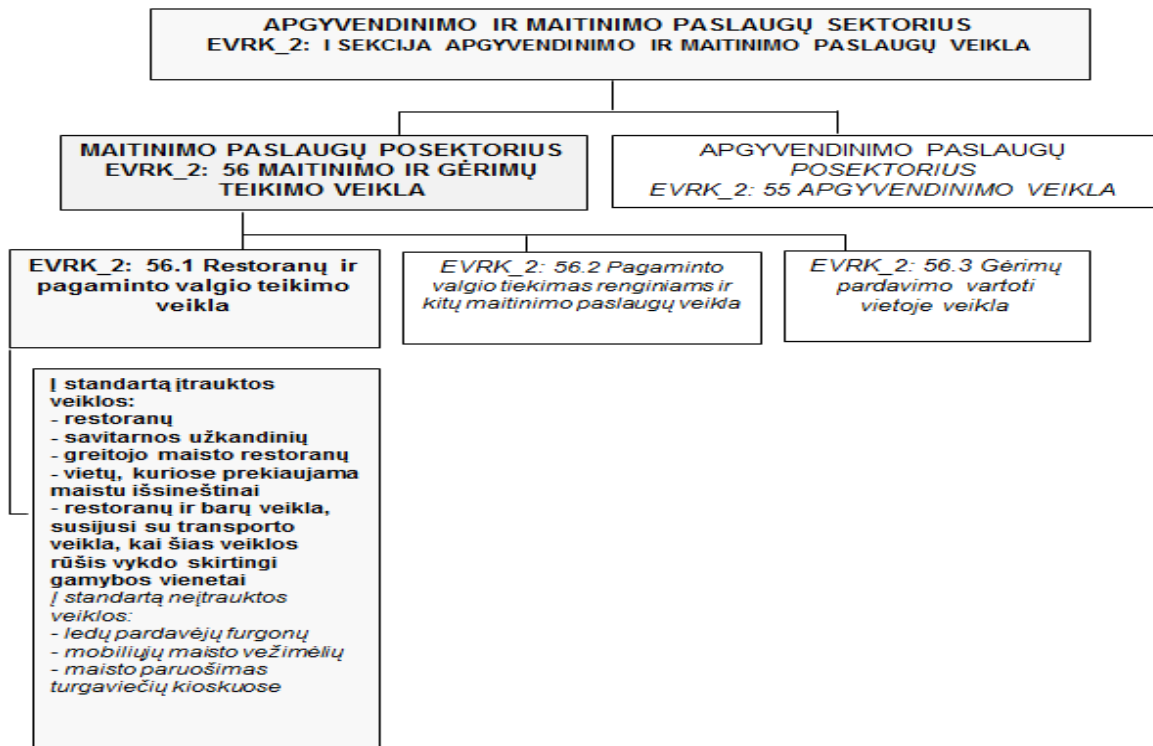 APGYVENDINIMO IR MAITINIMO PASLAUGŲ SEKTORIUS
EVRK_2: I SEKCIJA APGYVENDINIMO IR MAITINIMO PASLAUGŲ VEIKLA
MAITINIMO PASLAUGŲ POSEKTORIUS
EVRK_2: 56 MAITINIMO IR GĖRIMŲ
TEIKIMO VEIKLA
APGYVENDINIMO PASLAUGŲ
POSEKTORIUS
EVRK_2: 55 APGYVENDINIMO VEIKLA
EVRK_2: 56.1 Restoranų ir
pagaminto valgio teikimo
veikla
EVRK_2: 56.2 Pagaminto
valgio tiekimas renginiams ir
kitų maitinimo paslaugų veikla
EVRK_2: 56.3 Gėrimų
pardavimo vartoti
vietoje veikla
Į standartą įtrauktos
veiklos:
- restoranų
- savitarnos užkandinių
- greitojo maisto restoranų
- vietų, kuriose prekiaujama
maistu išsineštinai
- restoranų ir barų veikla,
susijusi su transporto
veikla, kai šias veiklos
rūšis vykdo skirtingi
gamybos vienetai
Į standartą neįtrauktos
veiklos:
- ledų pardavėjų furgonų
- mobiliųjų maisto vežimėlių
- maisto paruošimas
turgaviečių kioskuose